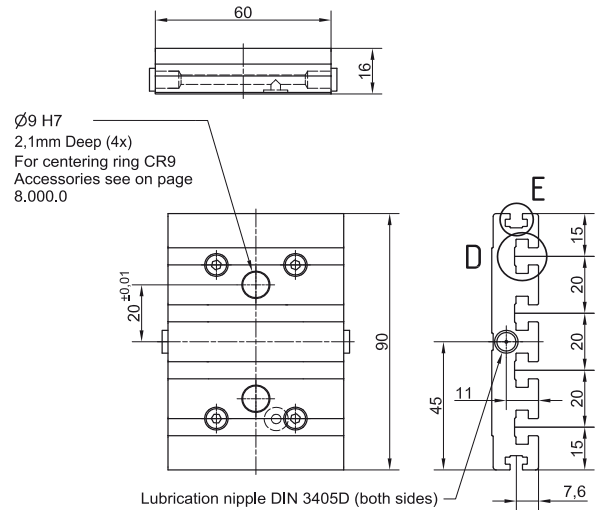 60
16
Ø9 H7
2,1mm Deep (4x)
For centering ring CR9
Accessories see on page
8.000.0
E
D
15
20 ±0,01
20
90
20
45
11
20
15
Lubrication nipple DIN 3405D (both sides)
7,6